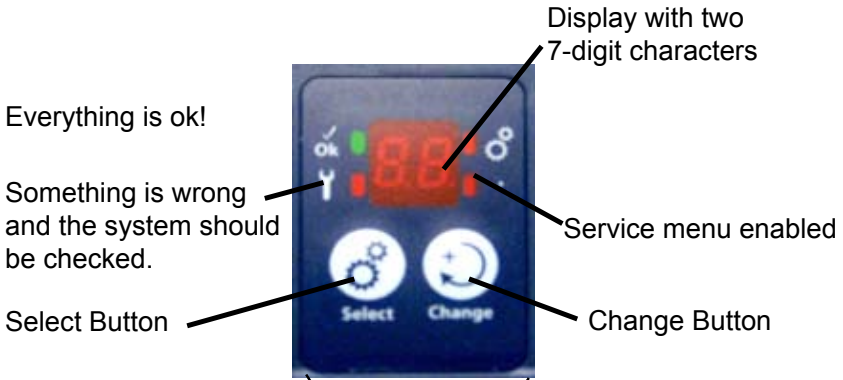 Display with two
7-digit characters
Everything is ok!
Ok
88
Something is wrong
and the system should
be checked.
Service menu enabled
Select Button
Select
Change
Change Button